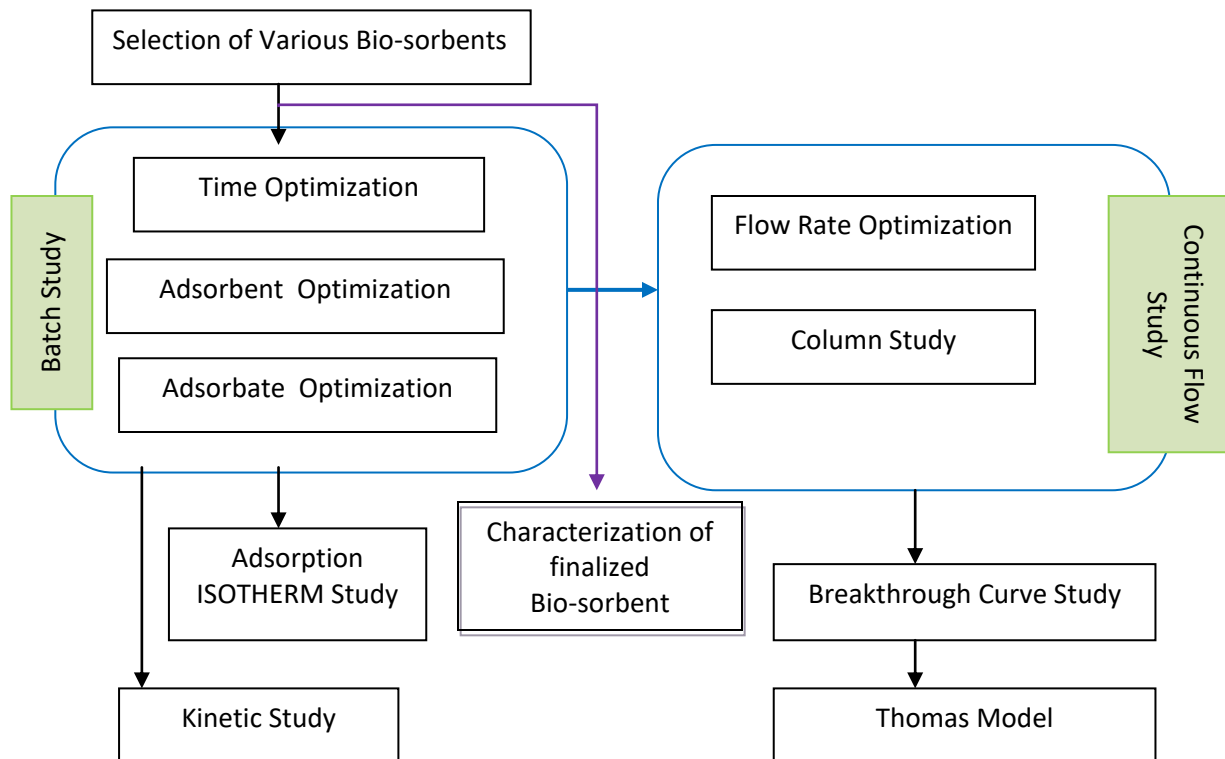 Selection of Various Bio-sorbents
Batch Study
Time Optimization
Adsorbent  Optimization
Adsorbate  Optimization
Flow Rate Optimization
Column Study
Continuous Flow
Study
Adsorption
ISOTHERM Study
Kinetic Study
Characterization of
finalized
Bio-sorbent
Breakthrough Curve Study
Thomas Model